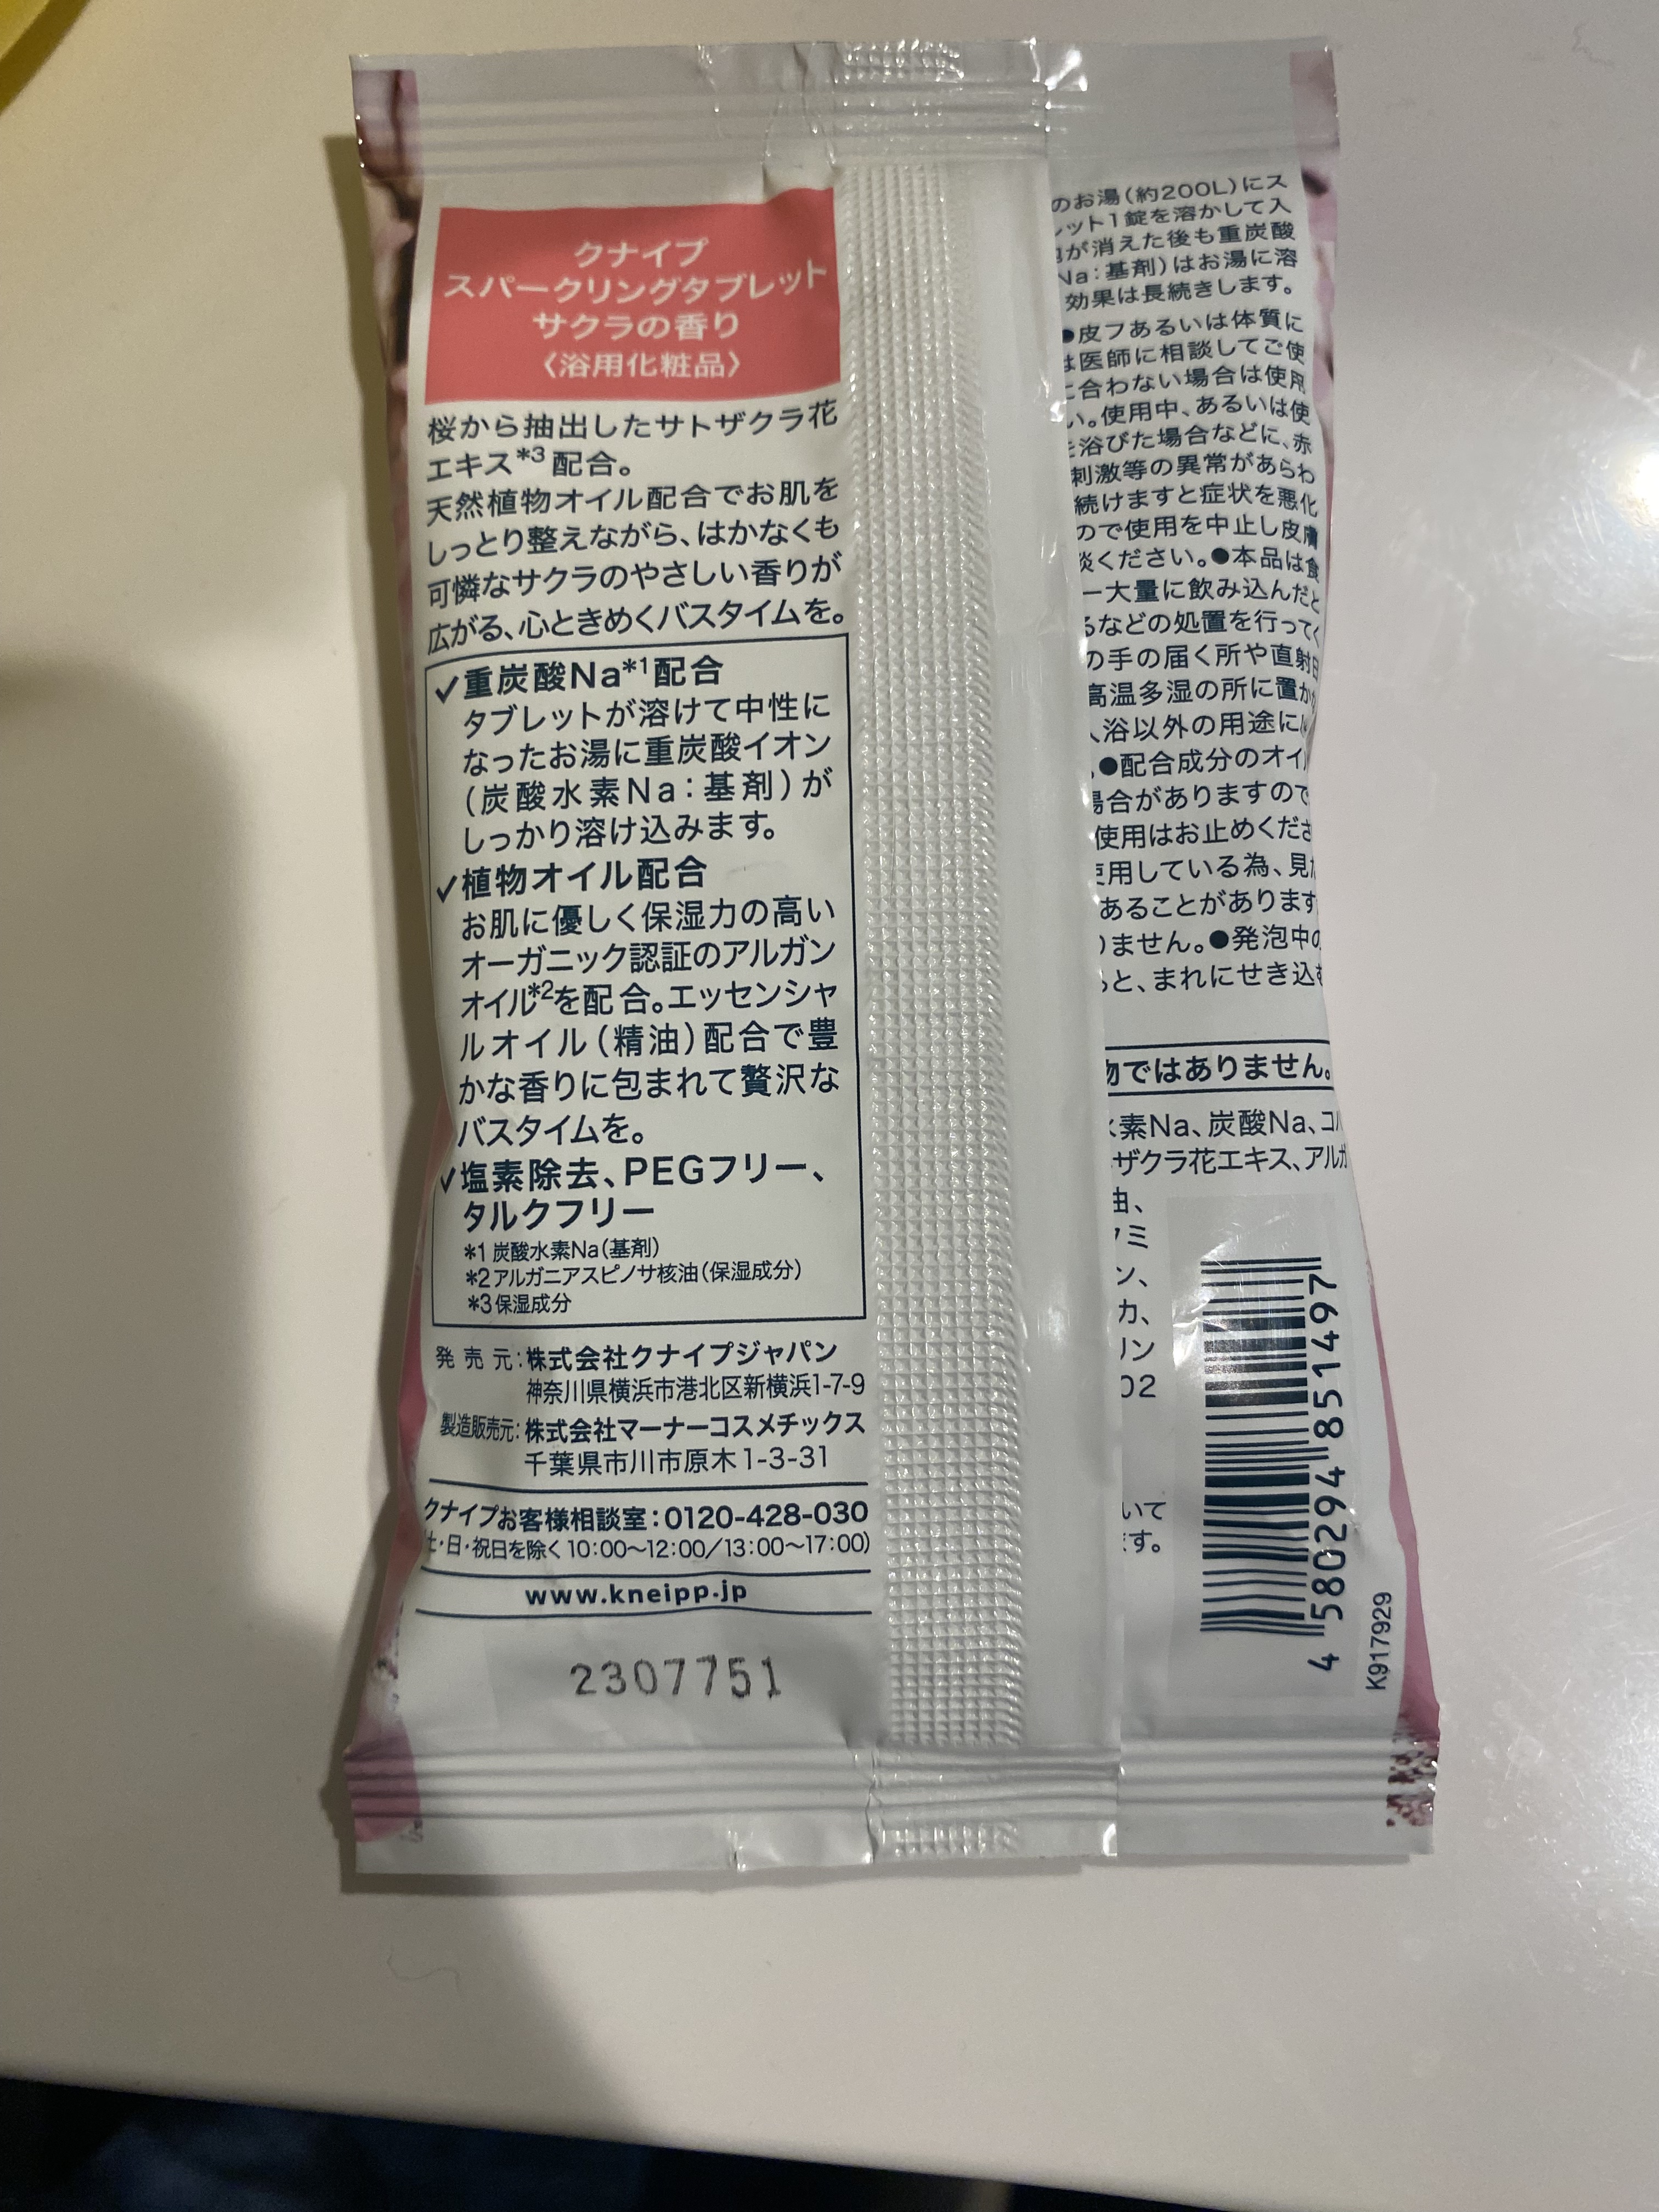 クナイプ
スパークリングタブレット
サクラの香り
〈浴用化粧品〉
桜から抽出したサトザクラ花
エキス*3配合。
天然植物オイル配合でお肌を
しっとり整えながら、はかなくも
可憐なサクラのやさしい香りが
広がる、心ときめくバスタイムを。
✓重炭酸Na*1配合
タブレットが溶けて中性に
なったお湯に重炭酸イオン
(炭酸水素Na:基剤)が
しっかり溶け込みます。
✓植物オイル配合
お肌に優しく保湿力の高い
オーガニック認証のアルガン
オイル*2を配合。エッセンシャ
ルオイル(精油)配合で豊
かな香りに包まれて贅沢な
バスタイムを。
✓塩素除去、PEGフリー、
タルクフリー
*1 炭酸水素Na(基剤)
*2 アルガニアスピノサ核油(保湿成分)
*3 保湿成分
発売元:株式会社クナイプジャパン
神奈川県横浜市港北区新横浜1-7-9
製造販売元:株式会社マーナーコスメチックス
千葉県市川市原木1-3-31
クナイプお客様相談室:0120-428-030
土・日・祝日を除く10:00〜12:00/13:00〜17:00)
www.kneipp.jp
2307751
のお湯(約200L)にス
ット1錠を溶かして入
が消えた後も重炭酸
Na:基剤)はお湯に溶
効果は長続きします。
●皮フあるいは体質に
は医師に相談してご使
に合わない場合は使用
い。使用中、あるいは使
を浴びた場合などに、赤
刺激等の異常があらわ
続けますと症状を悪化
ので使用を中止し皮膚
談ください。●本品は食
一大量に飲み込んだと
るなどの処置を行ってく
の手の届く所や直射日
高温多湿の所に置か
入浴以外の用途に
●配合成分のオイル
場合がありますので
使用はお止めくださ
使用している為、見た
あることがあります
りません。●発泡中の
と、まれにせき込む
物ではありません。
水素Na、炭酸Na、コハ
ザクラ花エキス、アルガ
油、
クミ
ン、
カ、
リン
02
いて
ます。
4 580294 851497
K917929